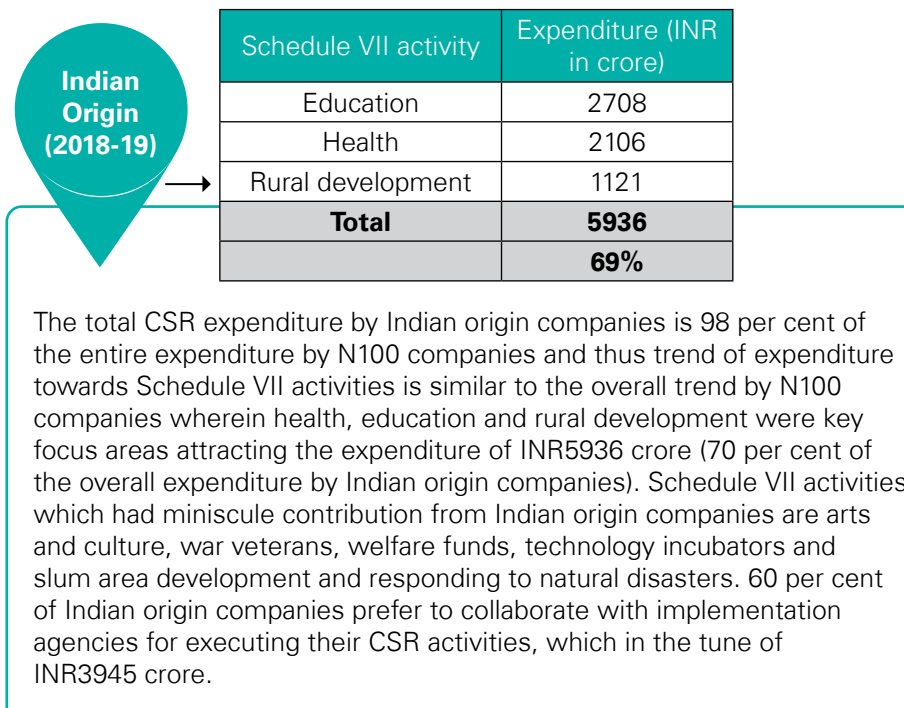 Indian
Origin
(2018-19)
Schedule VII activity Expenditure (INR in crore)
Education 2708
Health 2106
Rural development 1121
Total 5936
69%
The total CSR expenditure by Indian origin companies is 98 per cent of
the entire expenditure by N100 companies and thus trend of expenditure
towards Schedule VII activities is similar to the overall trend by N100
companies wherein health, education and rural development were key
focus areas attracting the expenditure of INR5936 crore (70 per cent of
the overall expenditure by Indian origin companies). Schedule VII activities
which had miniscule contribution from Indian origin companies are arts
and culture, war veterans, welfare funds, technology incubators and
slum area development and responding to natural disasters. 60 per cent
of Indian origin companies prefer to collaborate with implementation
agencies for executing their CSR activities, which in the tune of
INR3945 crore.